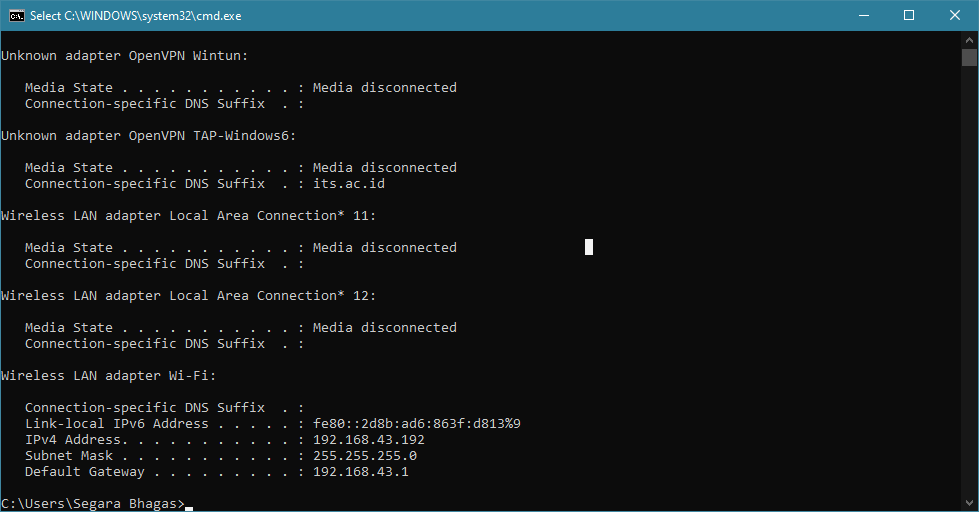 Select C:\WINDOWS\system32\cmd.exe
Unknown adapter OpenVPN Wintun:
Media State . . . . . . . . . . . : Media disconnected
Connection-specific DNS Suffix  . :
Unknown adapter OpenVPN TAP-Windows6:
Media State . . . . . . . . . . . : Media disconnected
Connection-specific DNS Suffix  . : its.ac.id
Wireless LAN adapter Local Area Connection* 11:
Media State . . . . . . . . . . . : Media disconnected
Connection-specific DNS Suffix  . :
Wireless LAN adapter Local Area Connection* 12:
Media State . . . . . . . . . . . : Media disconnected
Connection-specific DNS Suffix  . :
Wireless LAN adapter Wi-Fi:
Connection-specific DNS Suffix  . :
Link-local IPv6 Address . . . . . : fe80::2d8b:ad6:863f:d813%9
IPv4 Address. . . . . . . . . . . : 192.168.43.192
Subnet Mask . . . . . . . . . . . : 255.255.255.0
Default Gateway . . . . . . . . . : 192.168.43.1
C:\Users\Segara Bhagas>